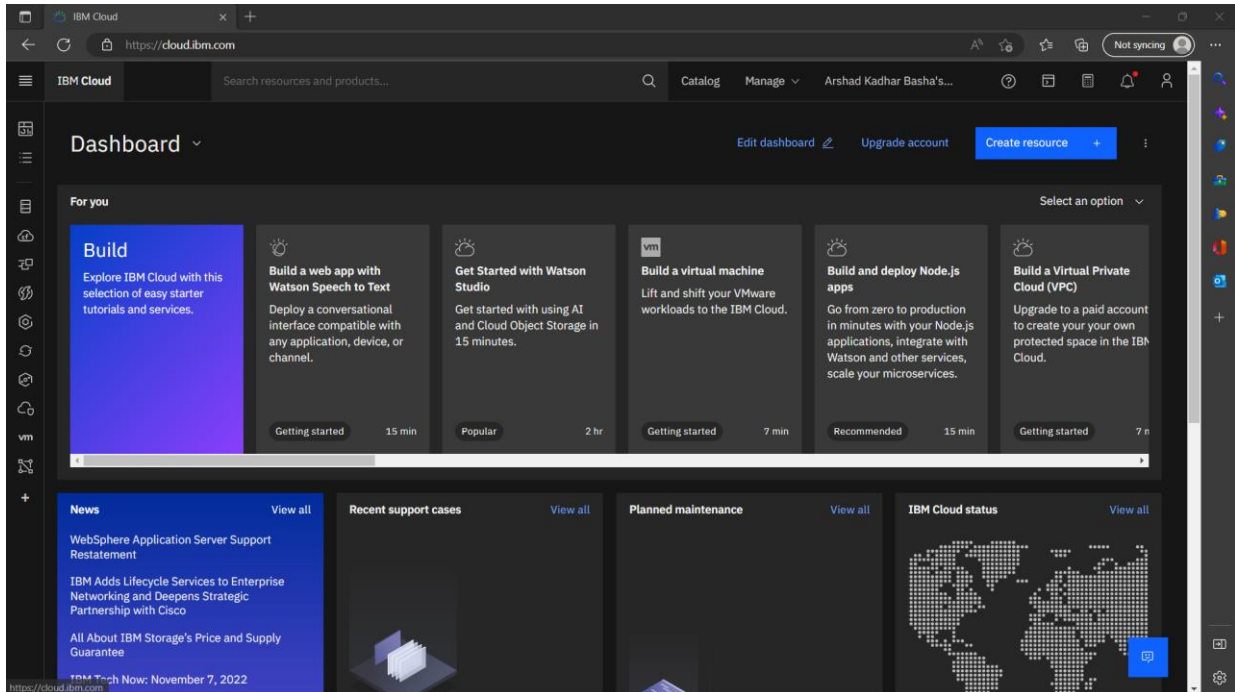 IBM Cloud
https://cloud.ibm.com
Not syncing
IBM Cloud
Search resources and products...
Catalog
Manage
Arshad Kadhar Basha's...
Dashboard
Edit dashboard
Upgrade account
Create resource +
For you
Select an option
Build
Explore IBM Cloud with this
selection of easy starter
tutorials and services.
Build a web app with
Watson Speech to Text
Deploy a conversational
interface compatible with
any application, device, or
channel.
Getting started
15 min
Get Started with Watson
Studio
Get started with using AI
and Cloud Object Storage in
15 minutes.
Popular
2 hr
vm
Build a virtual machine
Lift and shift your VMware
workloads to the IBM Cloud.
Getting started
7 min
Build and deploy Node.js
apps
Go from zero to production
in minutes with your Node.js
applications, integrate with
Watson and other services,
scale your microservices.
Recommended
15 min
Build a Virtual Private
Cloud (VPC)
Upgrade to a paid account
to create your your own
protected space in the IBM
Cloud.
Getting started
vm
News
View all
WebSphere Application Server Support
Restatement
IBM Adds Lifecycle Services to Enterprise
Networking and Deepens Strategic
Partnership with Cisco
All About IBM Storage's Price and Supply
Guarantee
IBM Tech Now: November 7, 2022
Recent support cases
View all
Planned maintenance
View all
IBM Cloud status
View all
https://cloud.ibm.com